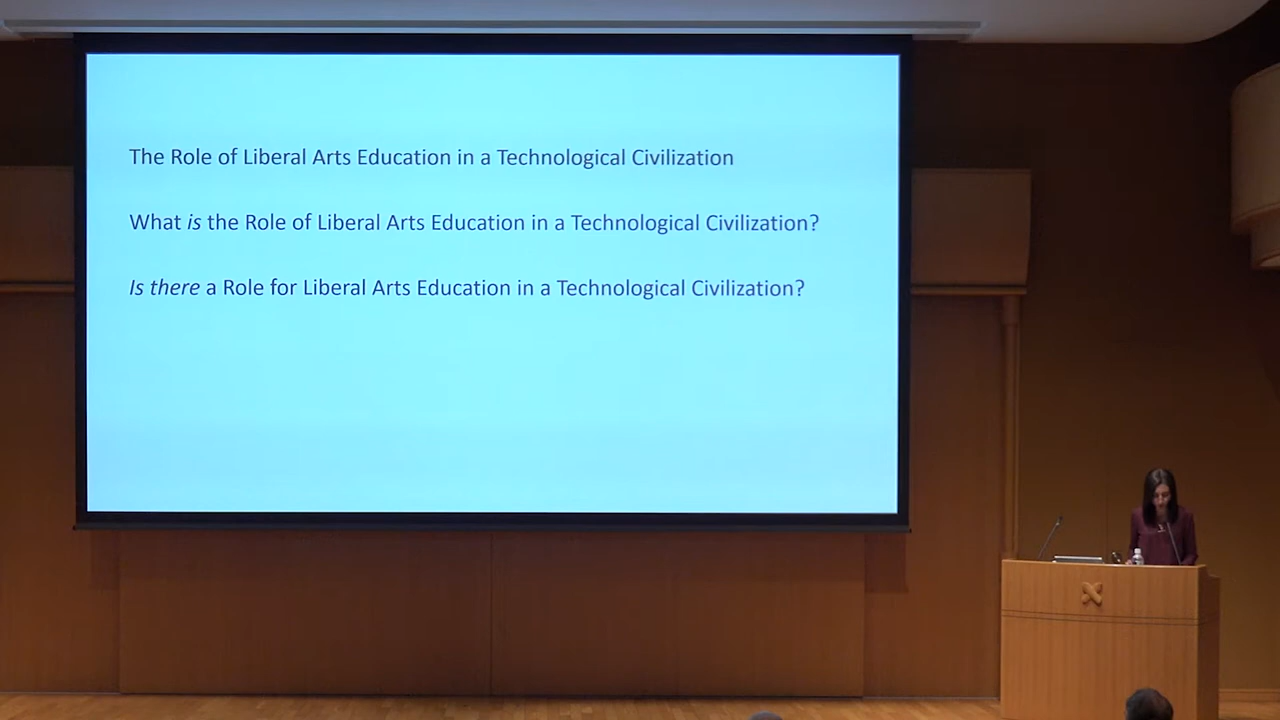 The Role of Liberal Arts Education in a Technological Civilization
What is the Role of Liberal Arts Education in a Technological Civilization?
Is there a Role for Liberal Arts Education in a Technological Civilization?